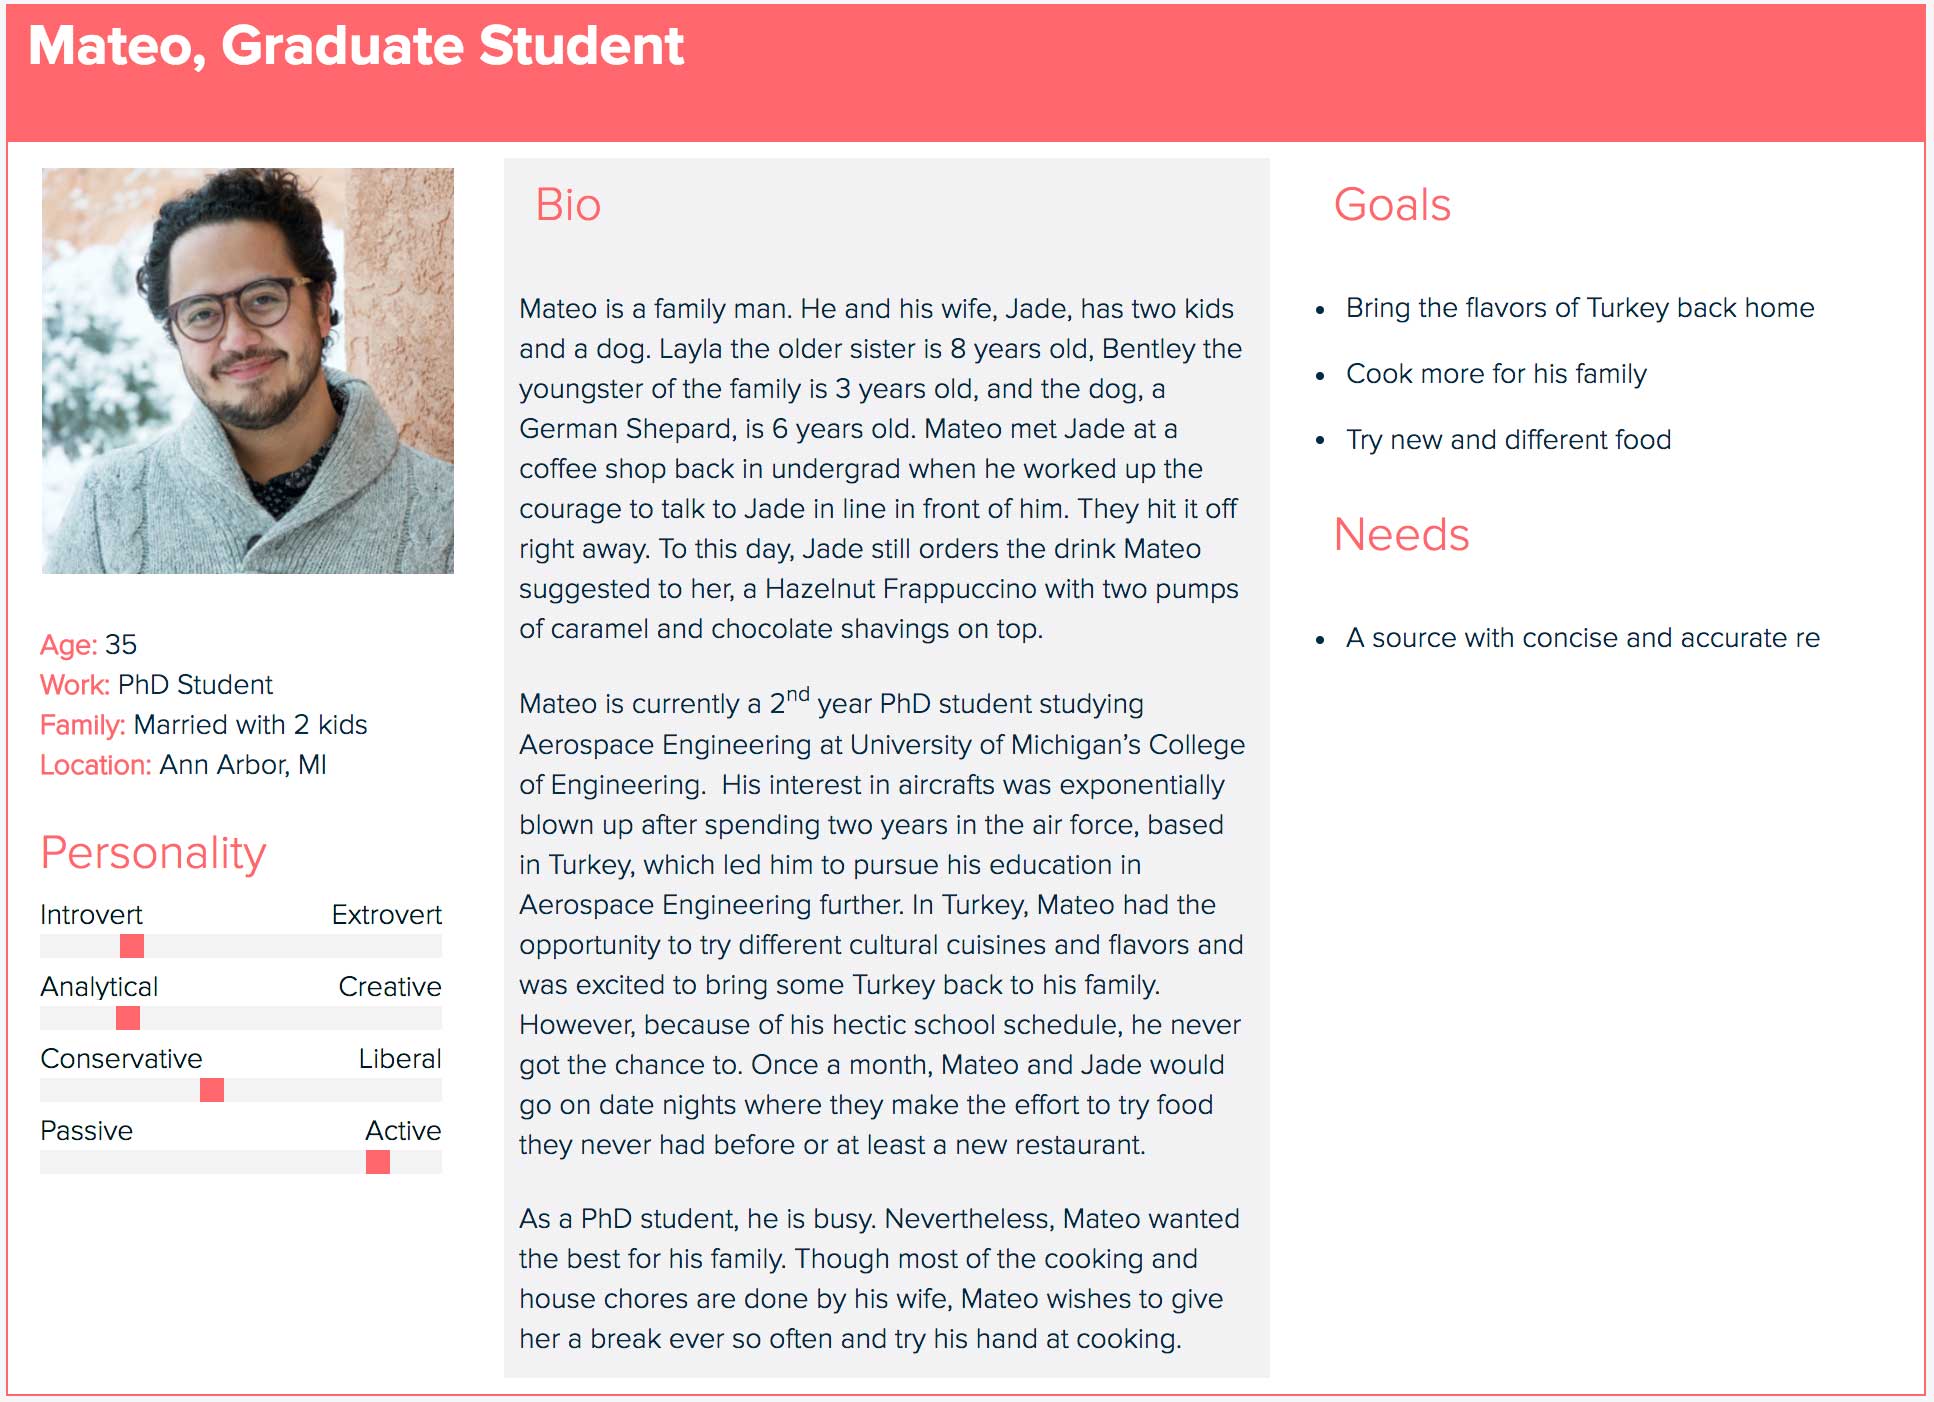 Mateo, Graduate Student
Age: 35
Work: PhD Student
Family: Married with 2 kids
Location: Ann Arbor, MI
Personality
Introvert Extrovert
Analytical Creative
Conservative Liberal
Passive Active
Bio
Mateo is a family man. He and his wife, Jade, has two kids
and a dog. Layla the older sister is 8 years old, Bentley the
youngster of the family is 3 years old, and the dog, a
German Shepard, is 6 years old. Mateo met Jade at a
coffee shop back in undergrad when he worked up the
courage to talk to Jade in line in front of him. They hit it off
right away. To this day, Jade still orders the drink Mateo
suggested to her, a Hazelnut Frappuccino with two pumps
of caramel and chocolate shavings on top.
Mateo is currently a 2nd year PhD student studying
Aerospace Engineering at University of Michigan’s College
of Engineering.  His interest in aircrafts was exponentially
blown up after spending two years in the air force, based
in Turkey, which led him to pursue his education in
Aerospace Engineering further. In Turkey, Mateo had the
opportunity to try different cultural cuisines and flavors and
was excited to bring some Turkey back to his family.
However, because of his hectic school schedule, he never
got the chance to. Once a month, Mateo and Jade would
go on date nights where they make the effort to try food
they never had before or at least a new restaurant.
As a PhD student, he is busy. Nevertheless, Mateo wanted
the best for his family. Though most of the cooking and
house chores are done by his wife, Mateo wishes to give
her a break ever so often and try his hand at cooking.
Goals
• Bring the flavors of Turkey back home
• Cook more for his family
• Try new and different food
Needs
• A source with concise and accurate re